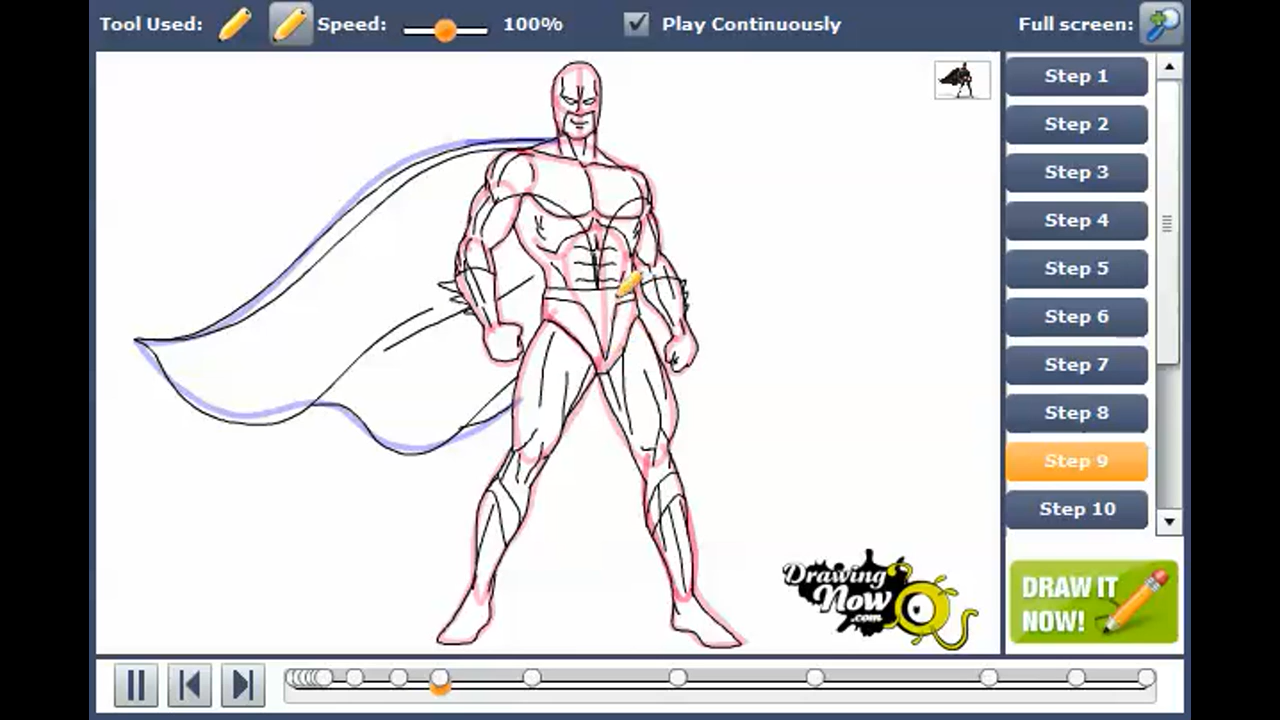 Tool Used:
Speed:
100%
Play Continuously
Full screen:
Step 1
Step 2
Step 3
Step 4
Step 5
Step 6
Step 7
Step 8
Step 9
Step 10
Drawing
Now
.com
DRAW IT
NOW!